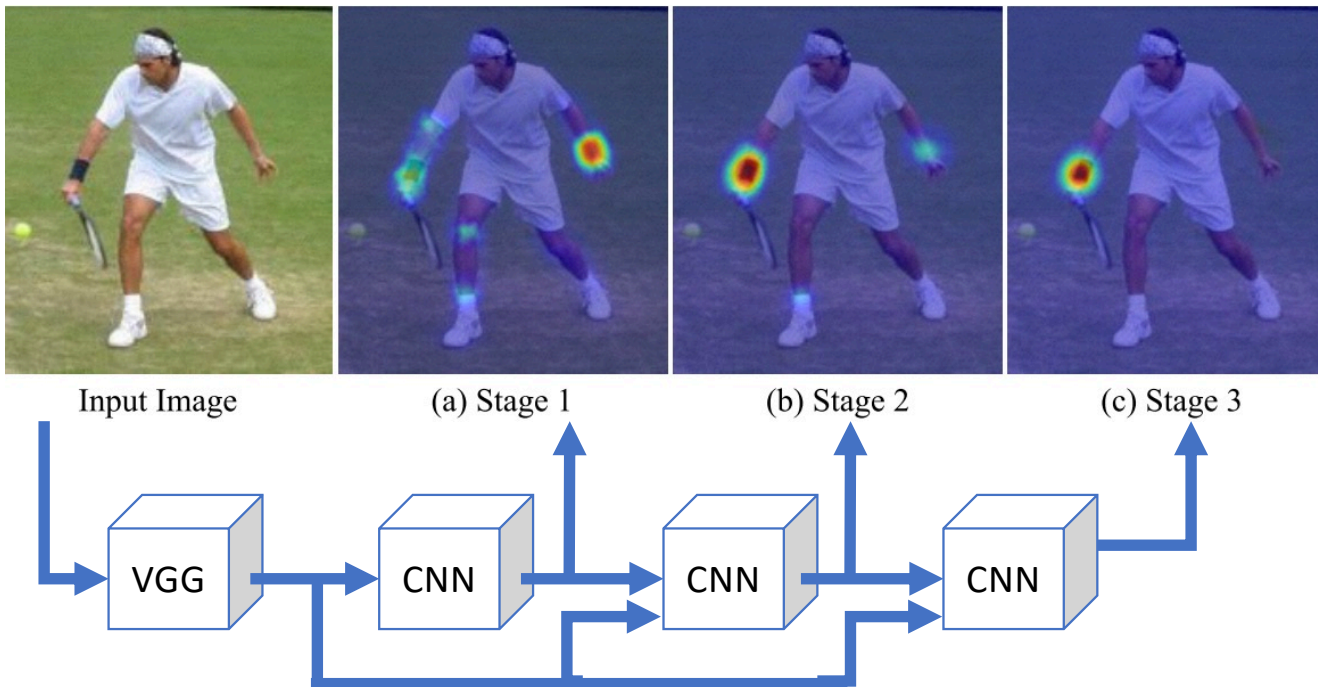 Input Image
(a) Stage 1
(b) Stage 2
(c) Stage 3
VGG
CNN
CNN
CNN